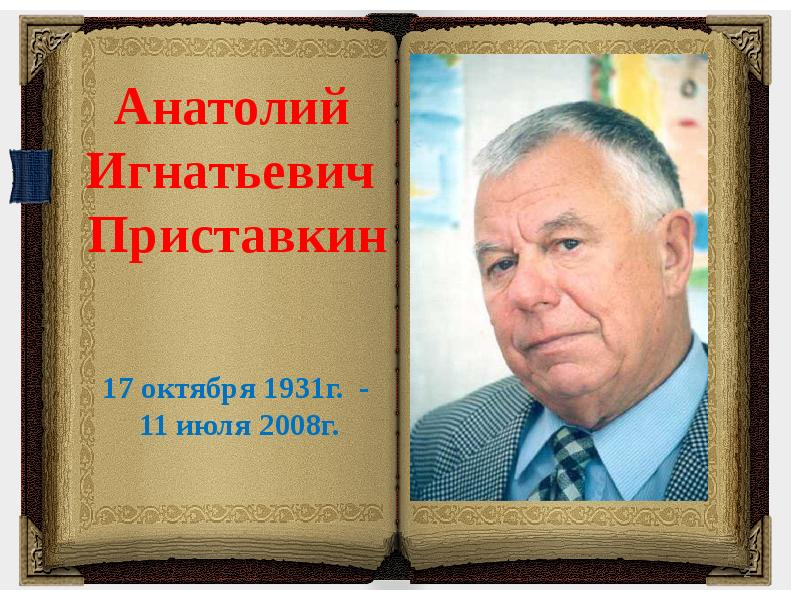 Анатолий
Игнатьевич
Приставкин
17 октября 1931г. -
11 июля 2008г.